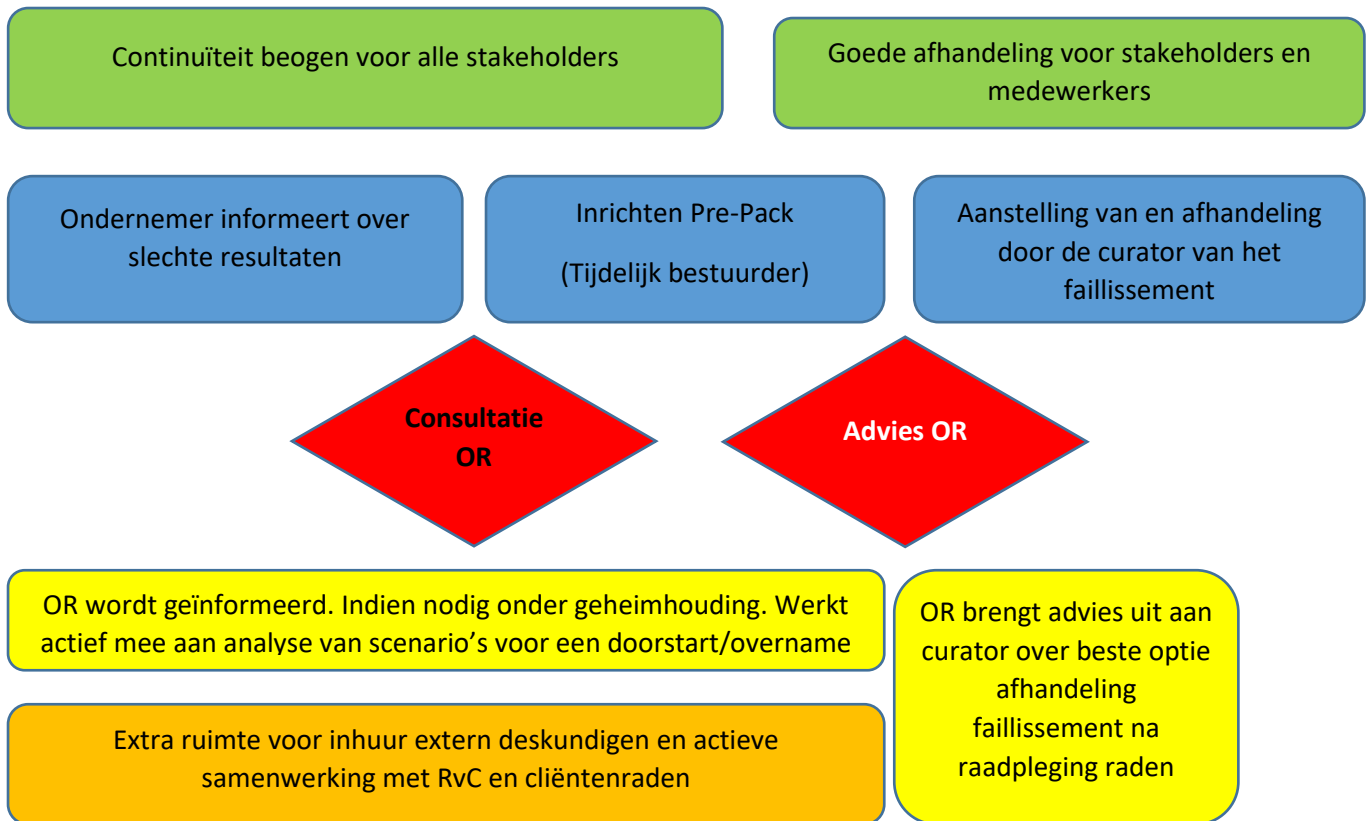 Continuïteit beogen voor alle stakeholders
Goede afhandeling voor stakeholders en
medewerkers
Ondernemer informeert over
slechte resultaten
Inrichten Pre-Pack
(Tijdelijk bestuurder)
Aanstelling van en afhandeling
door de curator van het
faillissement
Consultatie
OR
Advies OR
OR wordt geïnformeerd. Indien nodig onder geheimhouding. Werkt
actief mee aan analyse van scenario’s voor een doorstart/overname
OR brengt advies uit aan
curator over beste optie
afhandeling
faillissement na
raadpleging raden
Extra ruimte voor inhuur extern deskundigen en actieve
samenwerking met RvC en cliëntenraden